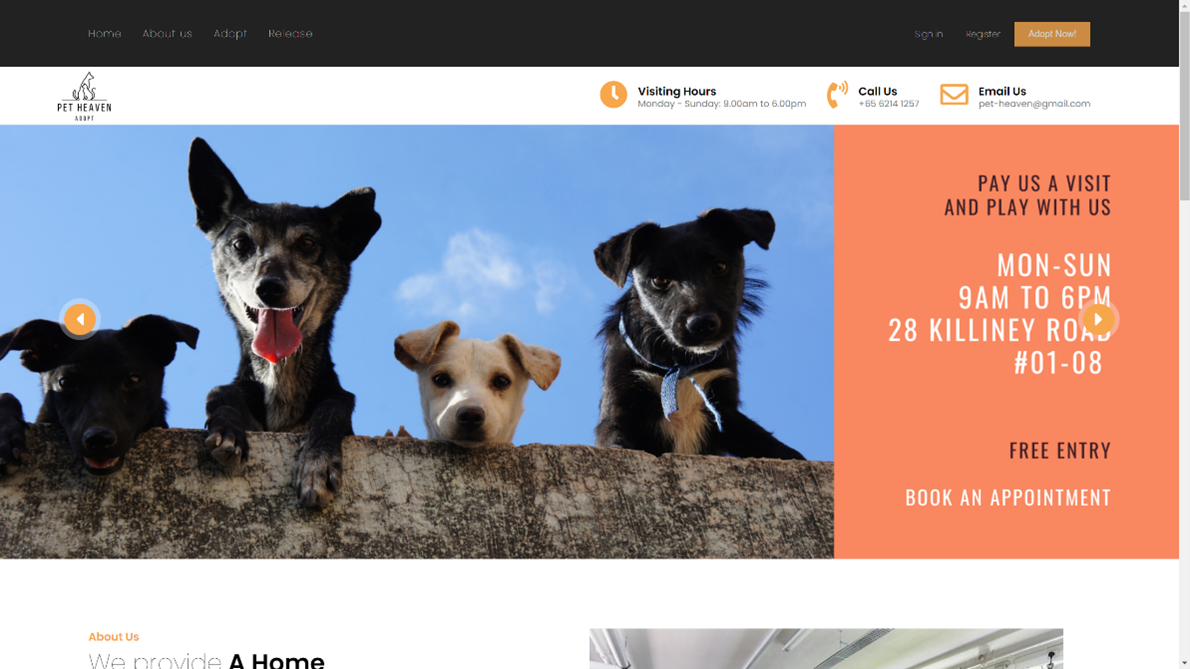 Home About us Adopt Release
Sign in Register Adopt Now!
PET HEAVEN
ADOPT
Visiting Hours
Monday - Sunday: 9.00am to 6.00pm
Call Us
+65 6214 1257
Email Us
pet-heaven@gmail.com
PAY US A VISIT
AND PLAY WITH US
MON-SUN
9AM TO 6PM
28 KILLINEY ROAD
#01-08
FREE ENTRY
BOOK AN APPOINTMENT
About Us
We provide A Home